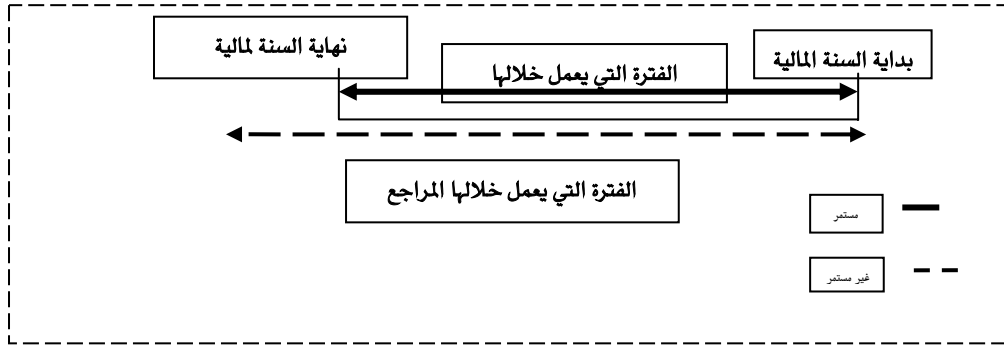 بداية السنة المالية
نهاية السنة لمالية
الفترة التي يعمل خلالها
الفترة التي يعمل خلالها المراجع
مستمر
غير مستمر